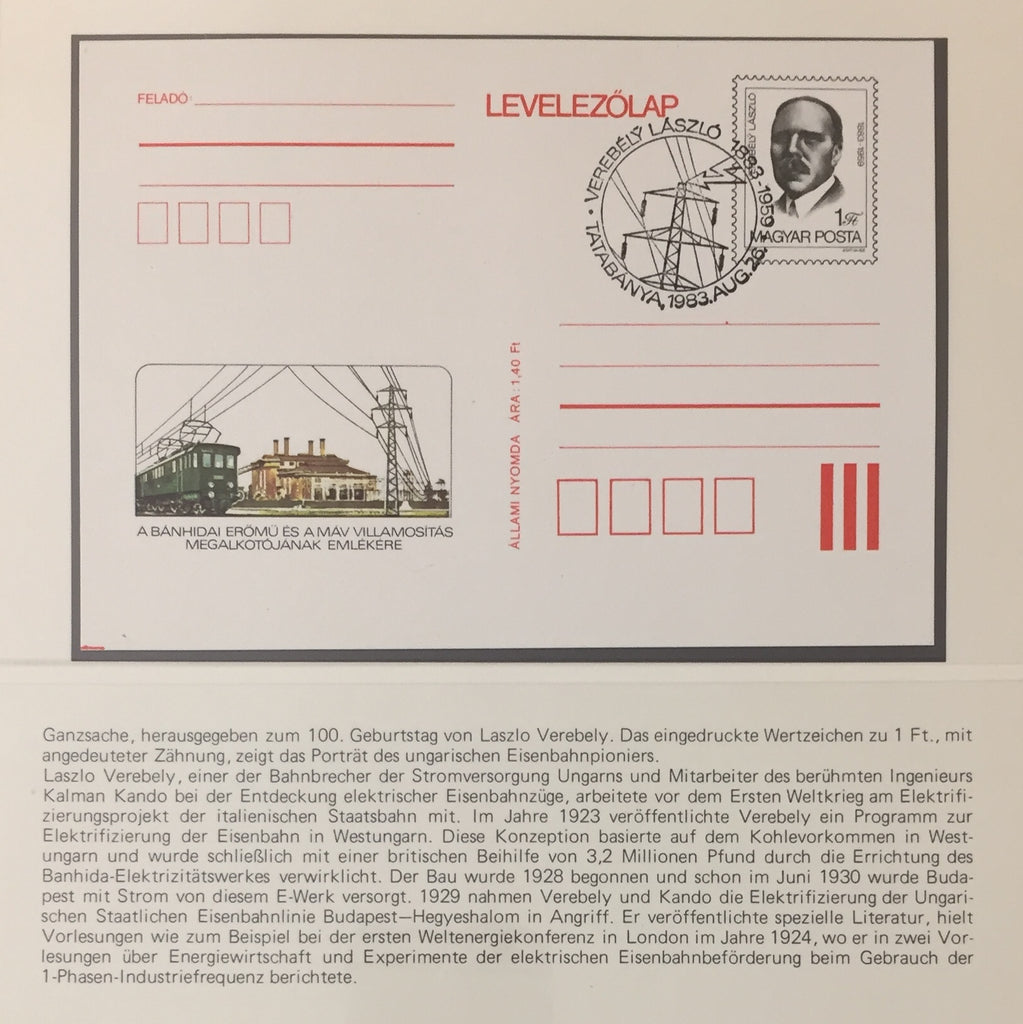 FELADÓ:
LEVELEZŐLAP
VEREBÉLY LÁSZLÓ 1883-1959 · TATABÁNYA, 1983. AUG. 26.
LÁSZLÓ
1883-1959
1 Ft
MAGYAR POSTA
ÁLLAMI NYOMDA ÁRA: 1,40 Ft
A BÁNHIDAI ERŐMŰ ÉS A MÁV VILLAMOSÍTÁS
MEGALKOTÓJÁNAK EMLÉKÉRE
Ganzsache, herausgegeben zum 100. Geburtstag von Laszlo Verebely. Das eingedruckte Wertzeichen zu 1 Ft., mit
angedeuteter Zähnung, zeigt das Porträt des ungarischen Eisenbahnpioniers.
Laszlo Verebely, einer der Bahnbrecher der Stromversorgung Ungarns und Mitarbeiter des berühmten Ingenieurs
Kalman Kando bei der Entdeckung elektrischer Eisenbahnzüge, arbeitete vor dem Ersten Weltkrieg am Elektrifi-
zierungsprojekt der italienischen Staatsbahn mit. Im Jahre 1923 veröffentlichte Verebely ein Programm zur
Elektrifizierung der Eisenbahn in Westungarn. Diese Konzeption basierte auf dem Kohlevorkommen in West-
ungarn und wurde schließlich mit einer britischen Beihilfe von 3,2 Millionen Pfund durch die Errichtung des
Banhida-Elektrizitätswerkes verwirklicht. Der Bau wurde 1928 begonnen und schon im Juni 1930 wurde Buda-
pest mit Strom von diesem E-Werk versorgt. 1929 nahmen Verebely und Kando die Elektrifizierung der Ungari-
schen Staatlichen Eisenbahnlinie Budapest—Hegyeshalom in Angriff. Er veröffentlichte spezielle Literatur, hielt
Vorlesungen wie zum Beispiel bei der ersten Weltenergiekonferenz in London im Jahre 1924, wo er in zwei Vor-
lesungen über Energiewirtschaft und Experimente der elektrischen Eisenbahnbeförderung beim Gebrauch der
1-Phasen-Industriefrequenz berichtete.